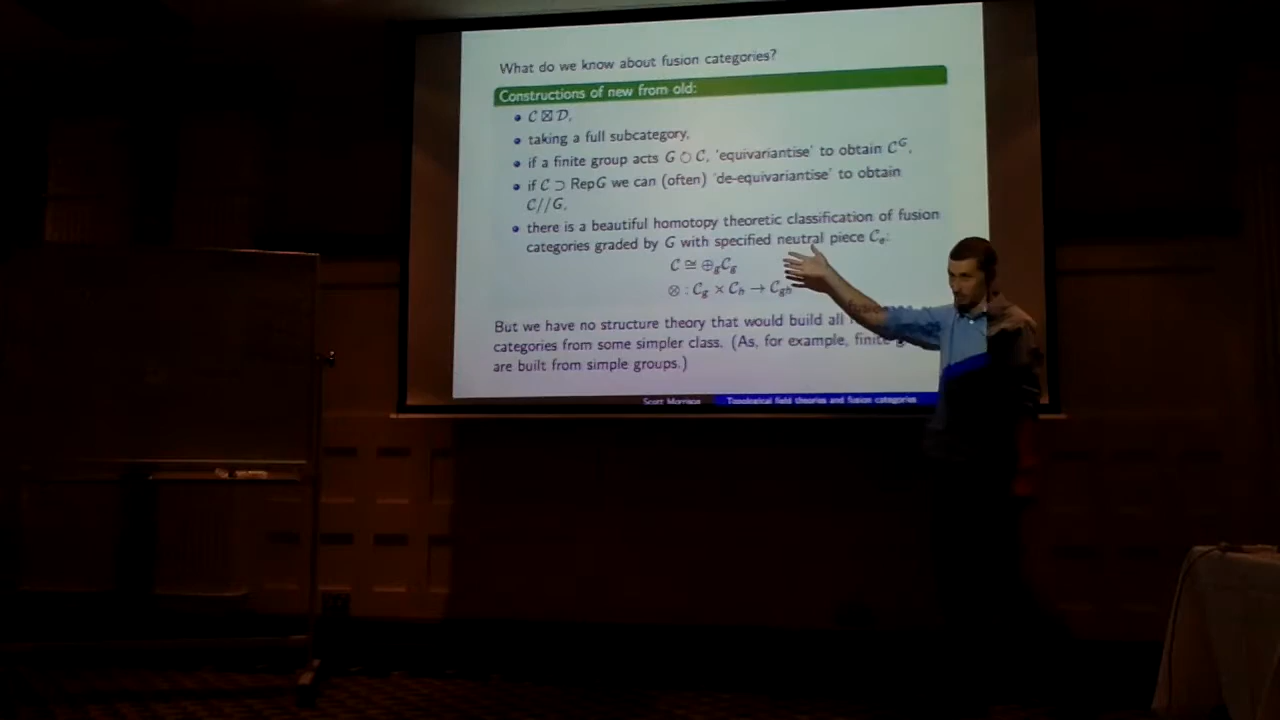 What do we know about fusion categories?
Constructions of new from old:
• C ⊠ D,
• taking a full subcategory,
• if a finite group acts G ↻ C, 'equivariantise' to obtain C^G,
• if C ⊃ RepG we can (often) 'de-equivariantise' to obtain
C//G,
• there is a beautiful homotopy theoretic classification of fusion
categories graded by G with specified neutral piece C_e:
C ≅ ⊕_g C_g
⊗ : C_g × C_h → C_gh
But we have no structure theory that would build all
categories from some simpler class. (As, for example, finite
are built from simple groups.)
Scott Morrison Topological field theories and fusion categories